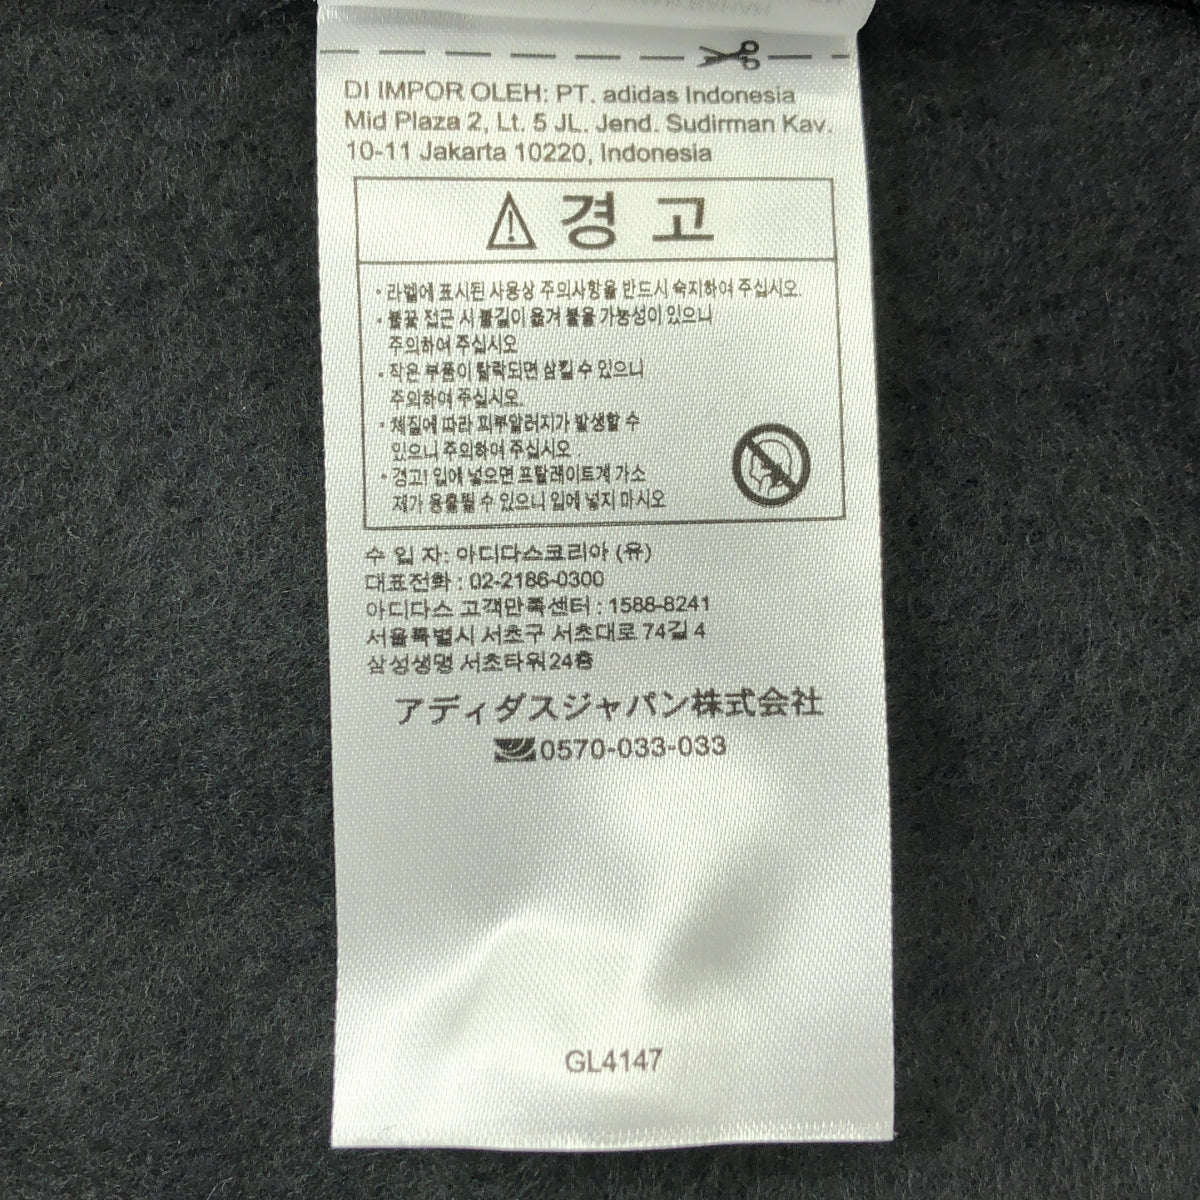 DI IMPOR OLEH: PT. adidas Indonesia
Mid Plaza 2, Lt. 5 JL. Jend. Sudirman Kav.
10-11 Jakarta 10220, Indonesia
경 고
· 라벨에 표시된 사용상 주의사항을 반드시 숙지하여 주십시오.
· 불꽃 접근 시 불길이 옮겨 붙을 가능성이 있으니
주의하여 주십시오
· 작은 부품이 탈락되면 삼킬 수 있으니
주의하여 주십시오.
· 체질에 따라 피부알러지가 발생할 수
있으니 주의하여 주십시오.
· 경고! 입에 넣으면 프탈레이트계 가소
제가 용출될 수 있으니 입에 넣지 마시오
수 입 자: 아디다스코리아 (유)
대표전화 : 02-2186-0300
아디다스 고객만족센터 : 1588-8241
서울특별시 서초구 서초대로 74길 4
삼성생명 서초타워 24층
アディダスジャパン株式会社
0570-033-033
GL4147